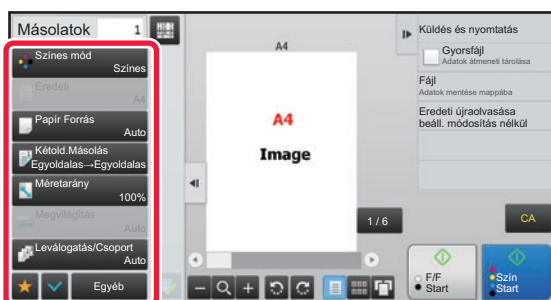 Másolatok 1
Színes mód
Színes
Eredeti
A4
Papír Forrás
Auto
Kétold.Másolás
Egyoldalas→Egyoldalas
Méretarány
100%
Megvilágítás
Auto
Leválogatás/Csoport
Auto
Egyéb
A4
A4
Image
1 / 6
Küldés és nyomtatás
Gyorsfájl
Adatok átmeneti tárolása
Fájl
Adatok mentése mappába
Eredeti újraolvasása
beáll. módosítás nélkül
CA
F/F
Start
Szín
Start